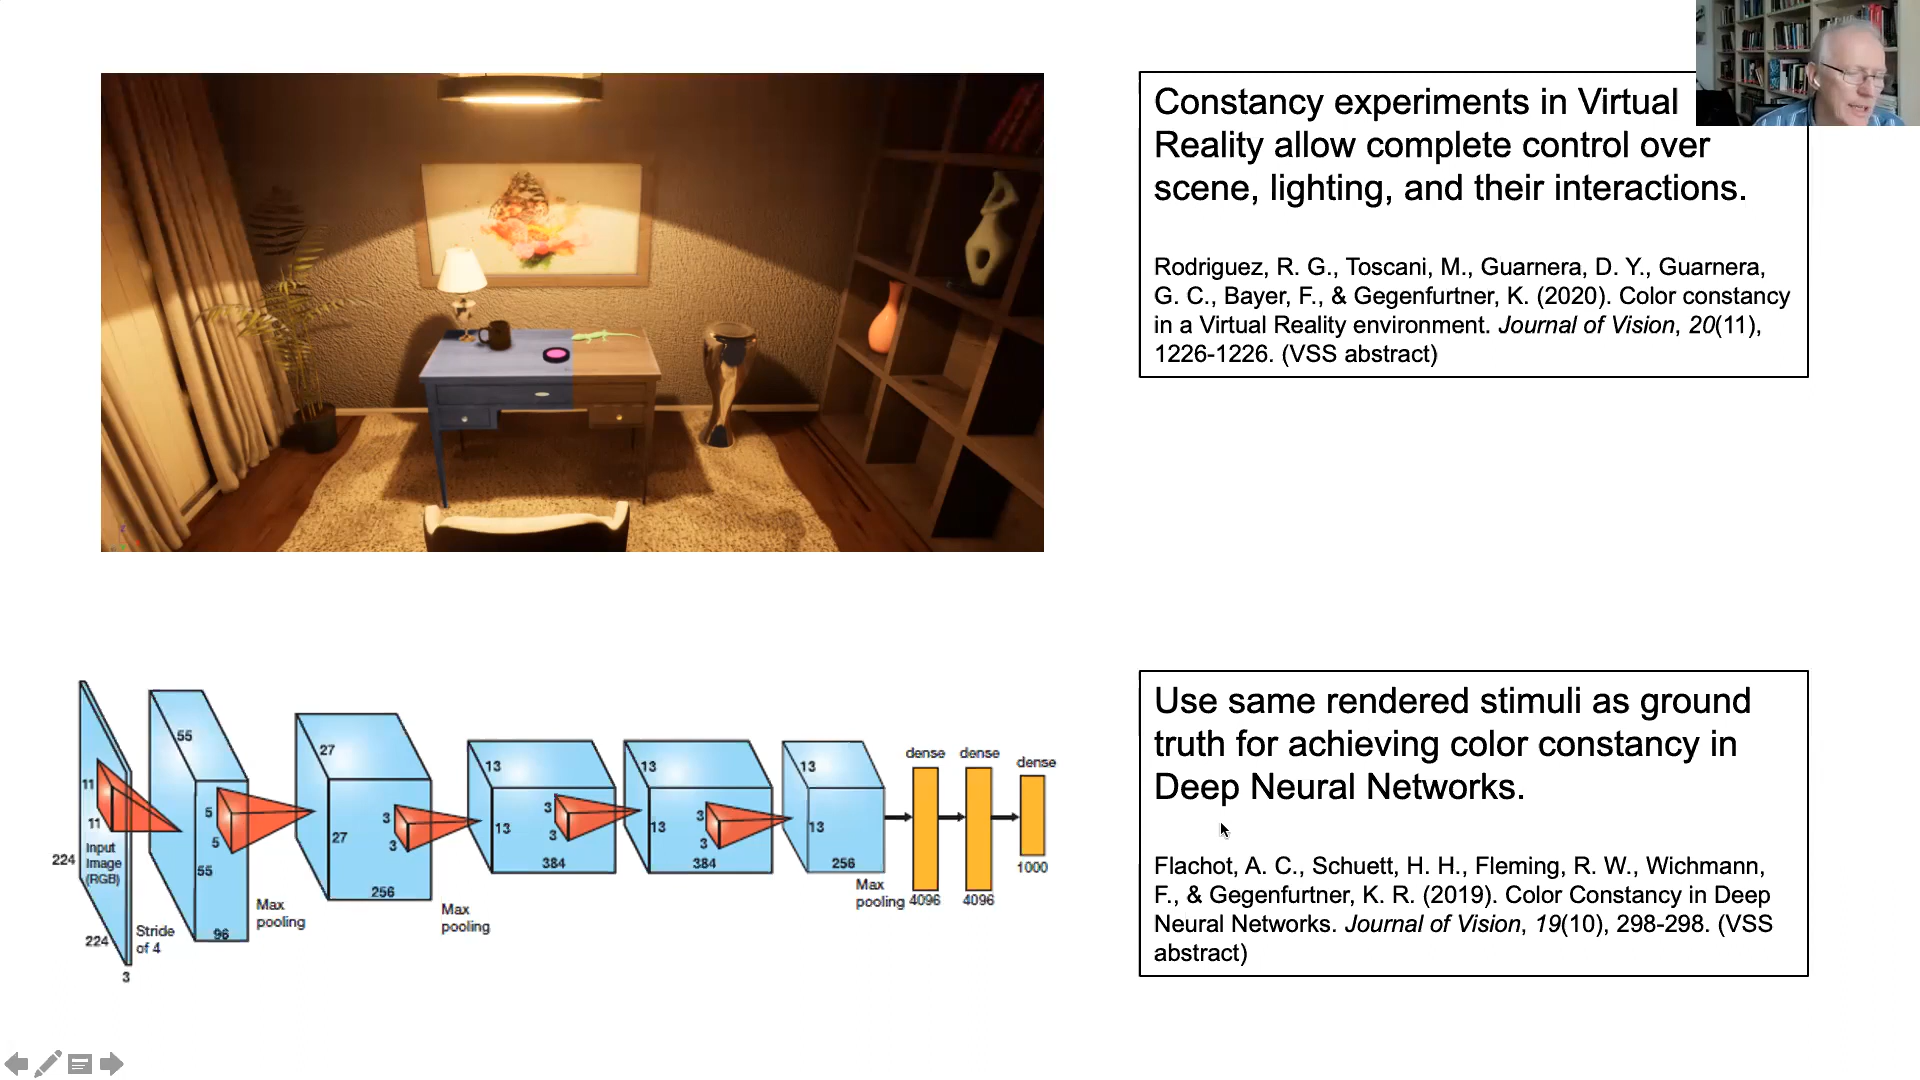 Constancy experiments in Virtual
Reality allow complete control over
scene, lighting, and their interactions.
Rodriguez, R. G., Toscani, M., Guarnera, D. Y., Guarnera,
G. C., Bayer, F., & Gegenfurtner, K. (2020). Color constancy
in a Virtual Reality environment. Journal of Vision, 20(11),
1226-1226. (VSS abstract)
Use same rendered stimuli as ground
truth for achieving color constancy in
Deep Neural Networks.
Flachot, A. C., Schuett, H. H., Fleming, R. W., Wichmann,
F., & Gegenfurtner, K. R. (2019). Color Constancy in Deep
Neural Networks. Journal of Vision, 19(10), 298-298. (VSS
abstract)
11
11
Input
Image
(RGB)
224
224
3
Stride
of 4
55
5
5
55
96
Max
pooling
27
27
3
3
256
Max
pooling
13
13
3
3
384
13
13
3
3
384
13
13
256
Max
pooling
dense
4096
dense
4096
dense
1000